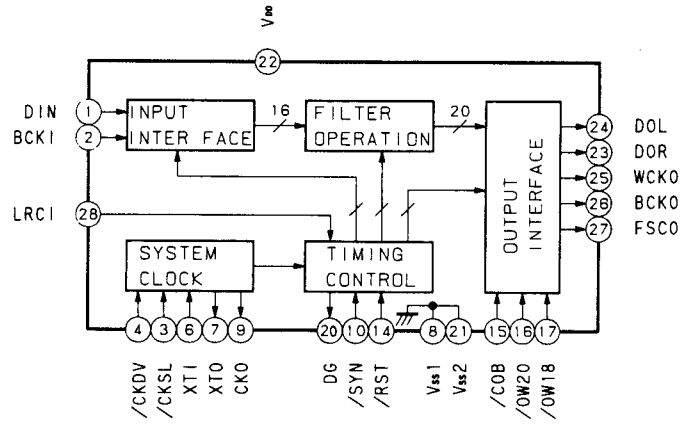 VDD
22
DIN 1 INPUT INTER FACE 16 FILTER OPERATION 20 OUTPUT INTERFACE 24 DOL
BCKI 2
23 DOR
25 WCKO
26 BCKO
27 FSCO
LRCI 28
SYSTEM CLOCK
TIMING CONTROL
4 3 6 7 9 20 10 14 8 21 15 16 17
/CKDV
/CKSL
XTI
XTO
CKO
DG
/SYN
/RST
Vss1
Vss2
/COB
/OW20
/OW18